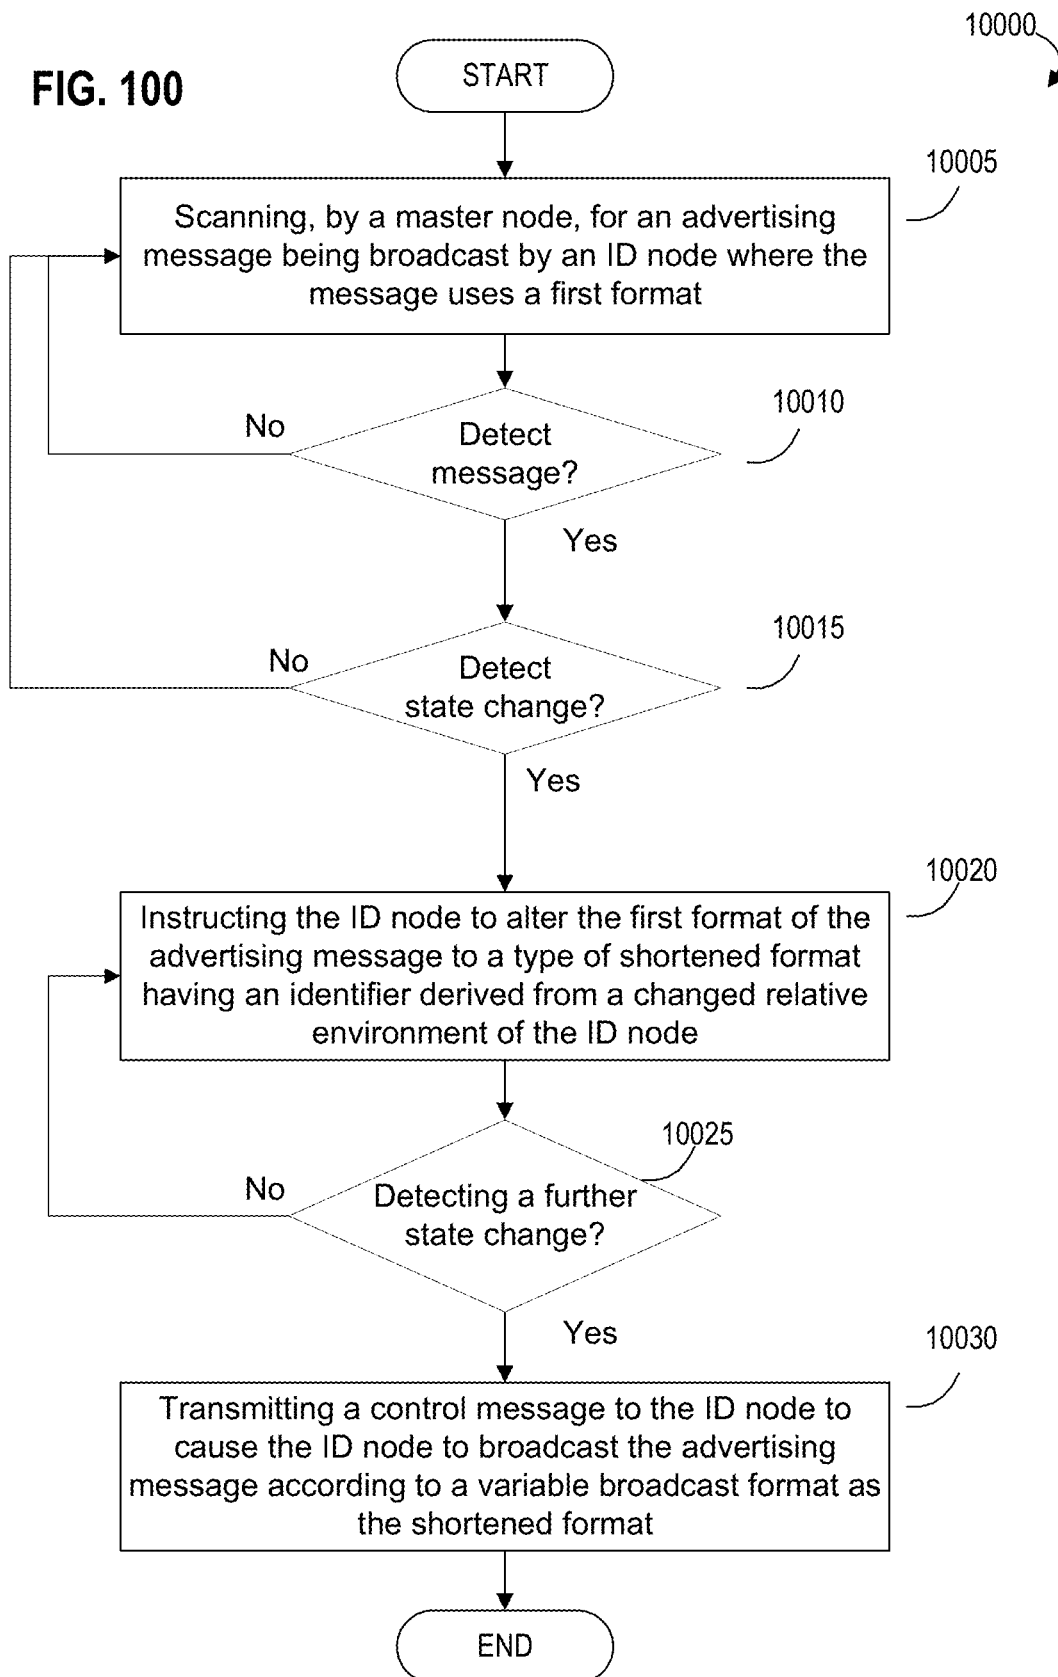 10000
FIG. 100
START
10005
Scanning, by a master node, for an advertising
message being broadcast by an ID node where the
message uses a first format
10010
No
Detect
message?
Yes
10015
No
Detect
state change?
Yes
10020
Instructing the ID node to alter the first format of the
advertising message to a type of shortened format
having an identifier derived from a changed relative
environment of the ID node
10025
No
Detecting a further
state change?
Yes
10030
Transmitting a control message to the ID node to
cause the ID node to broadcast the advertising
message according to a variable broadcast format as
the shortened format
END